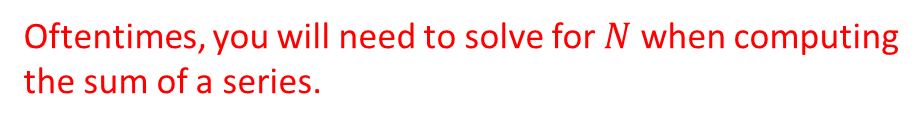 Oftentimes, you will need to solve for N when computing
the sum of a series.